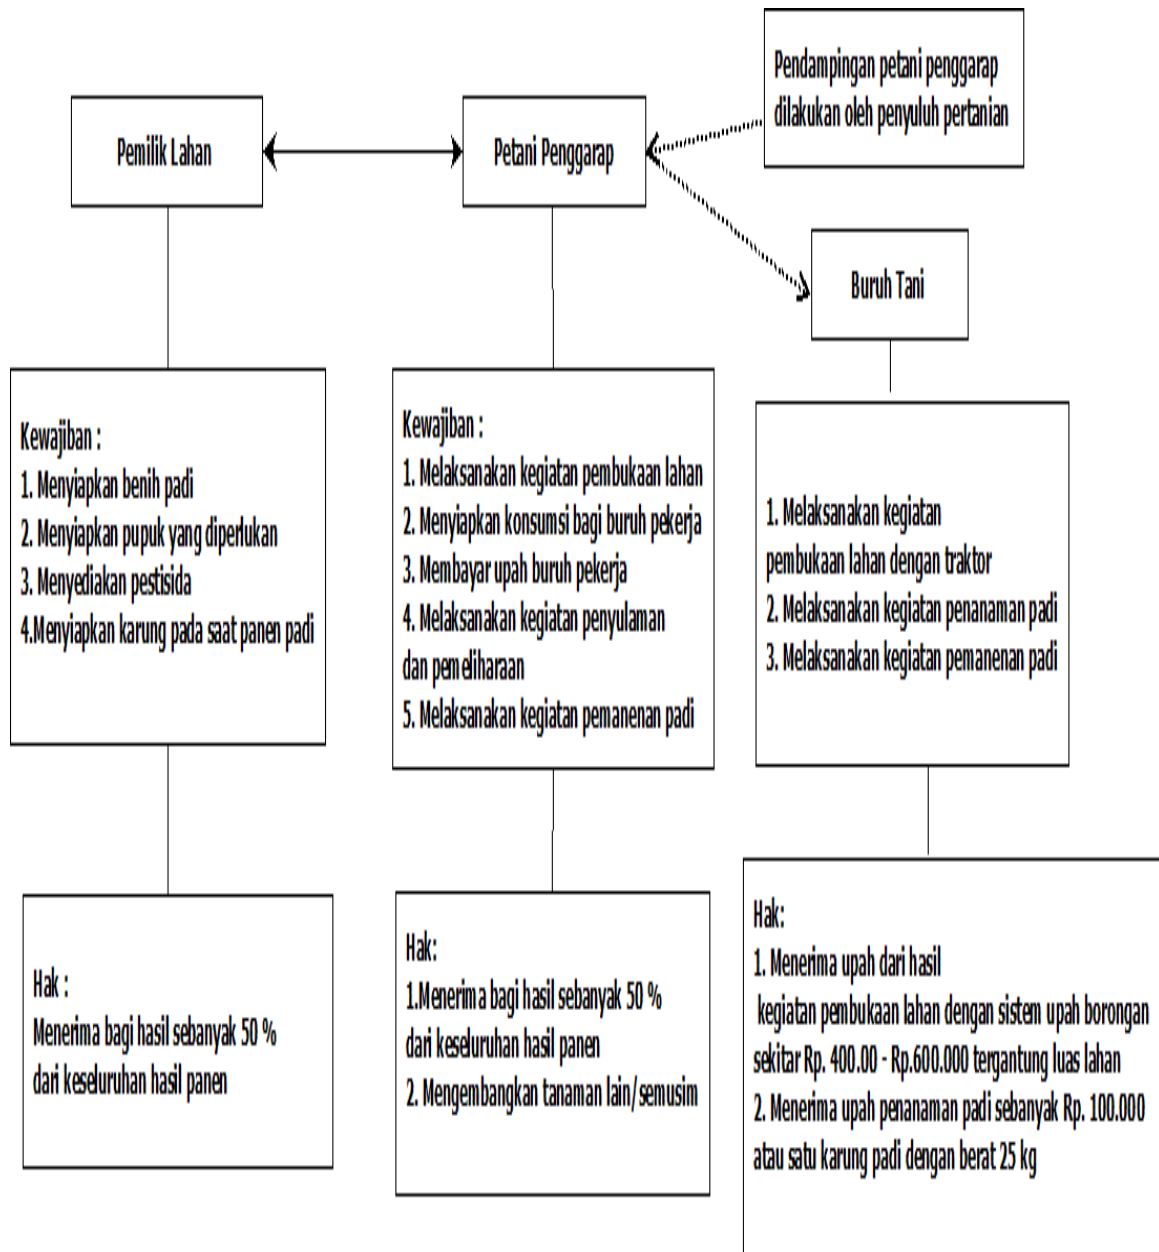 Pendampingan petani penggarap
dilakukan oleh penyuluh pertanian
Pemilik Lahan
Petani Penggarap
Buruh Tani
Kewajiban :
1. Menyiapkan benih padi
2. Menyiapkan pupuk yang diperlukan
3. Menyediakan pestisida
4.Menyiapkan karung pada saat panen padi
Kewajiban :
1. Melaksanakan kegiatan pembukaan lahan
2. Menyiapkan konsumsi bagi buruh pekerja
3. Membayar upah buruh pekerja
4. Melaksanakan kegiatan penyulaman
dan pemeliharaan
5. Melaksanakan kegiatan pemanenan padi
1. Melaksanakan kegiatan
pembukaan lahan dengan traktor
2. Melaksanakan kegiatan penanaman padi
3. Melaksanakan kegiatan pemanenan padi
Hak :
Menerima bagi hasil sebanyak 50 %
dari keseluruhan hasil panen
Hak:
1.Menerima bagi hasil sebanyak 50 %
dari keseluruhan hasil panen
2. Mengembangkan tanaman lain/semusim
Hak:
1. Menerima upah dari hasil
kegiatan pembukaan lahan dengan sistem upah borongan
sekitar Rp. 400.00 - Rp.600.000 tergantung luas lahan
2. Menerima upah penanaman padi sebanyak Rp. 100.000
atau satu karung padi dengan berat 25 kg